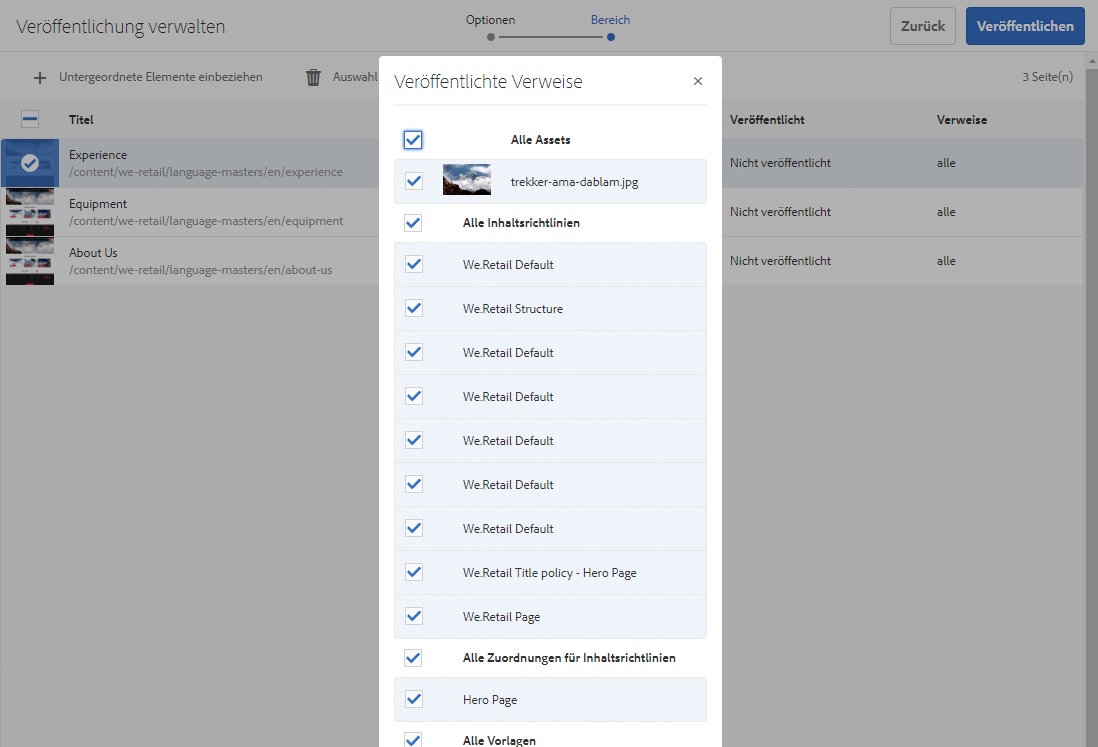 Veröffentlichung verwalten
Optionen
Bereich
Zurück
Veröffentlichen
Untergeordnete Elemente einbeziehen
Auswahl
3 Seite(n)
Titel
Veröffentlicht
Verweise
Experience
/content/we-retail/language-masters/en/experience
Nicht veröffentlicht
alle
Equipment
/content/we-retail/language-masters/en/equipment
Nicht veröffentlicht
alle
About Us
/content/we-retail/language-masters/en/about-us
Nicht veröffentlicht
alle
Veröffentlichte Verweise
Alle Assets
trekker-ama-dablam.jpg
Alle Inhaltsrichtlinien
We.Retail Default
We.Retail Structure
We.Retail Default
We.Retail Default
We.Retail Default
We.Retail Default
We.Retail Default
We.Retail Title policy - Hero Page
We.Retail Page
Alle Zuordnungen für Inhaltsrichtlinien
Hero Page
Alle Vorlagen